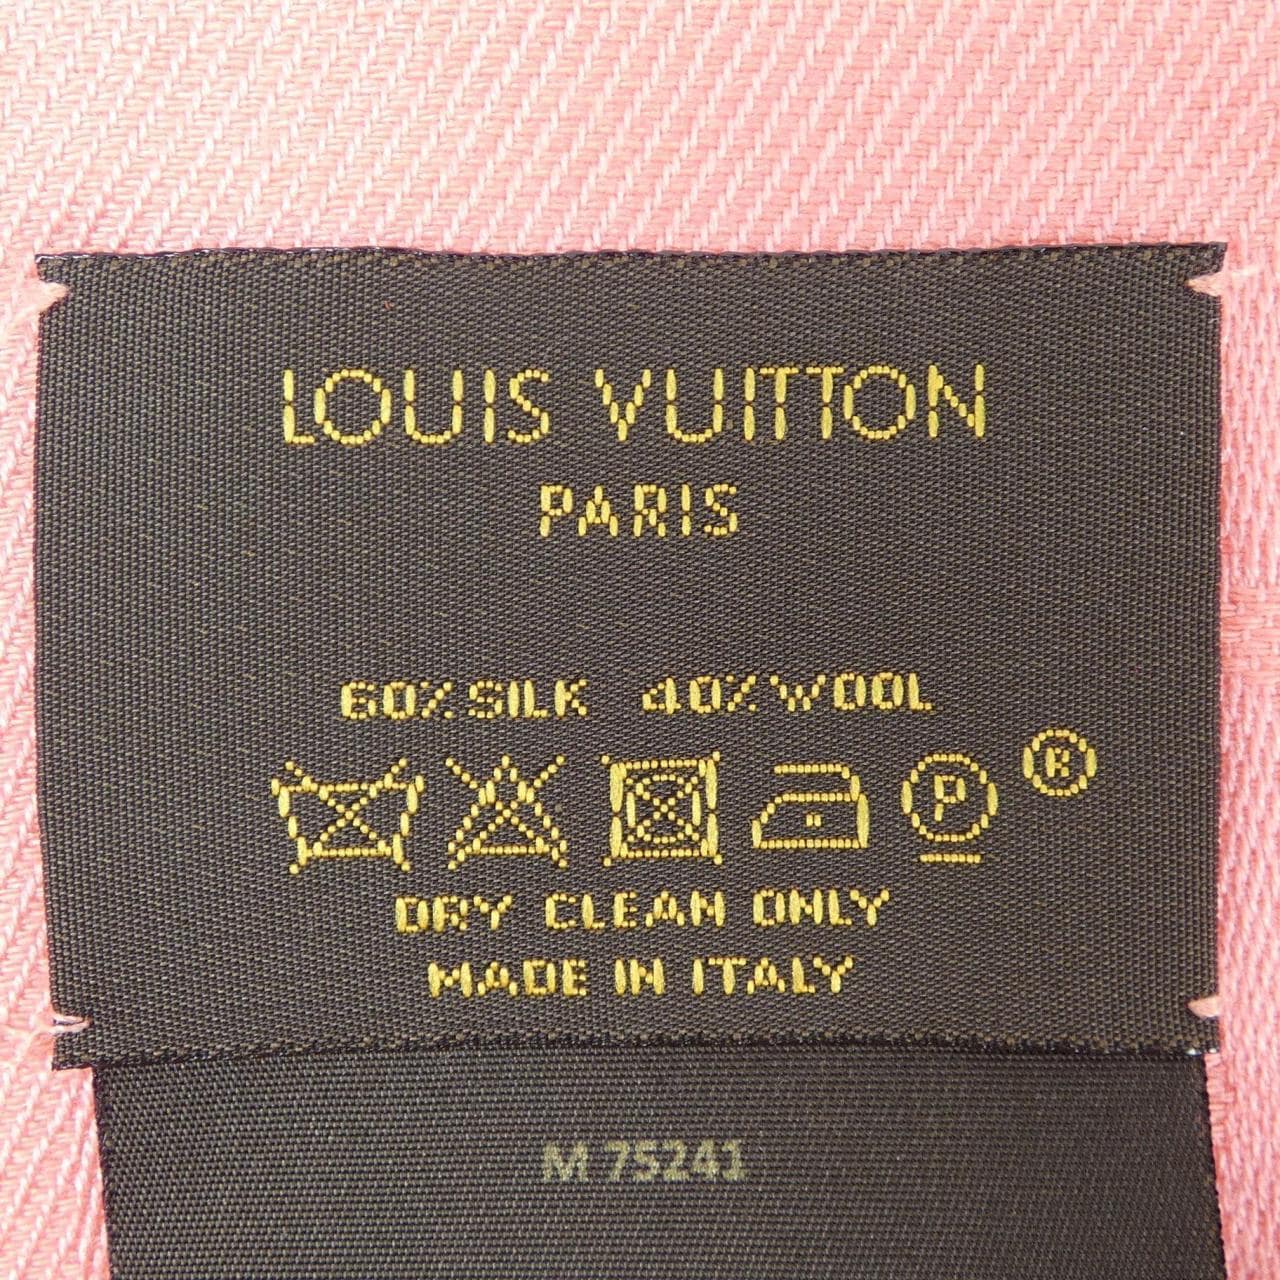 LOUIS VUITTON
PARIS
60% SILK 40% WOOL
P ®
DRY CLEAN ONLY
MADE IN ITALY
M 75241